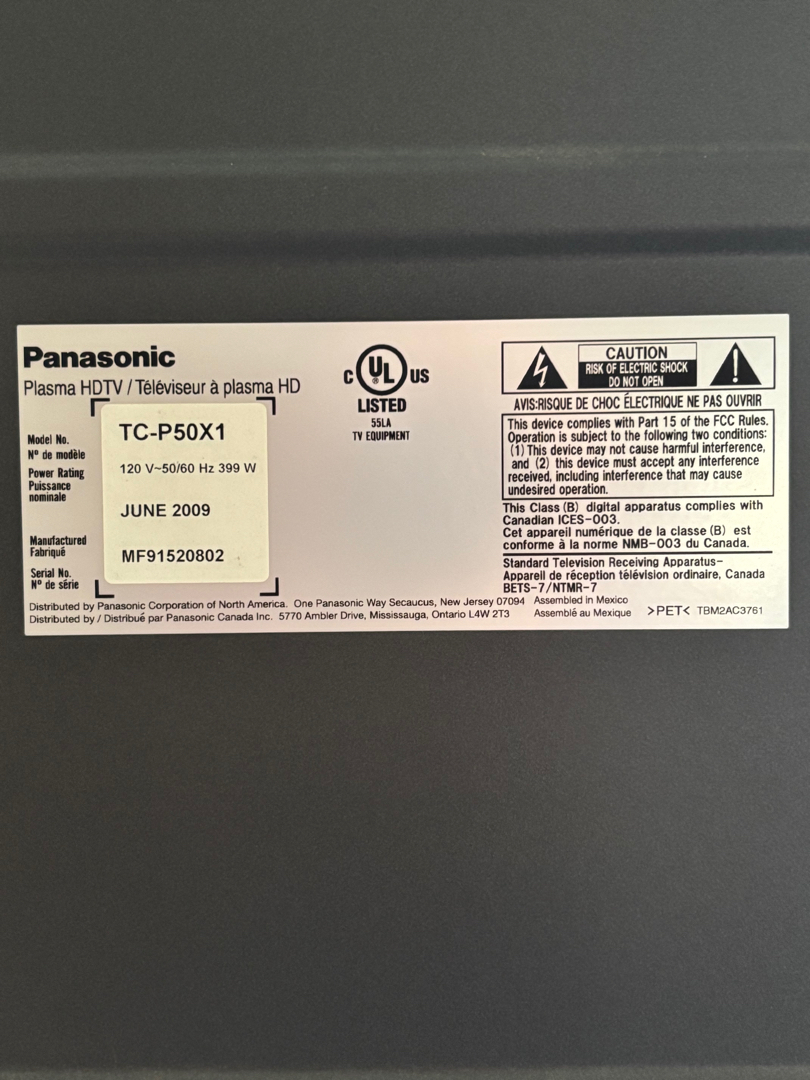 Panasonic
Plasma HDTV / Téléviseur à plasma HD
Model No.
N° de modèle
TC-P50X1
Power Rating
Puissance
nominale
120 V~50/60 Hz 399 W
JUNE 2009
Manufactured
Fabriqué
MF91520802
Serial No.
N° de série
C UL ® US
LISTED
55LA
TV EQUIPMENT
CAUTION
RISK OF ELECTRIC SHOCK
DO NOT OPEN
AVIS:RISQUE DE CHOC ÉLECTRIQUE NE PAS OUVRIR
This device complies with Part 15 of the FCC Rules.
Operation is subject to the following two conditions:
(1) This device may not cause harmful interference,
and (2) this device must accept any interference
received, including interference that may cause
undesired operation.
This Class (B) digital apparatus complies with
Canadian ICES-003.
Cet appareil numérique de la classe (B) est
conforme à la norme NMB-003 du Canada.
Standard Television Receiving Apparatus-
Appareil de réception télévision ordinaire, Canada
BETS-7/NTMR-7
Distributed by Panasonic Corporation of North America. One Panasonic Way Secaucus, New Jersey 07094 Assembled in Mexico
Distributed by / Distribué par Panasonic Canada Inc. 5770 Ambler Drive, Mississauga, Ontario L4W 2T3 Assemblé au Mexique
>PET< TBM2AC3761